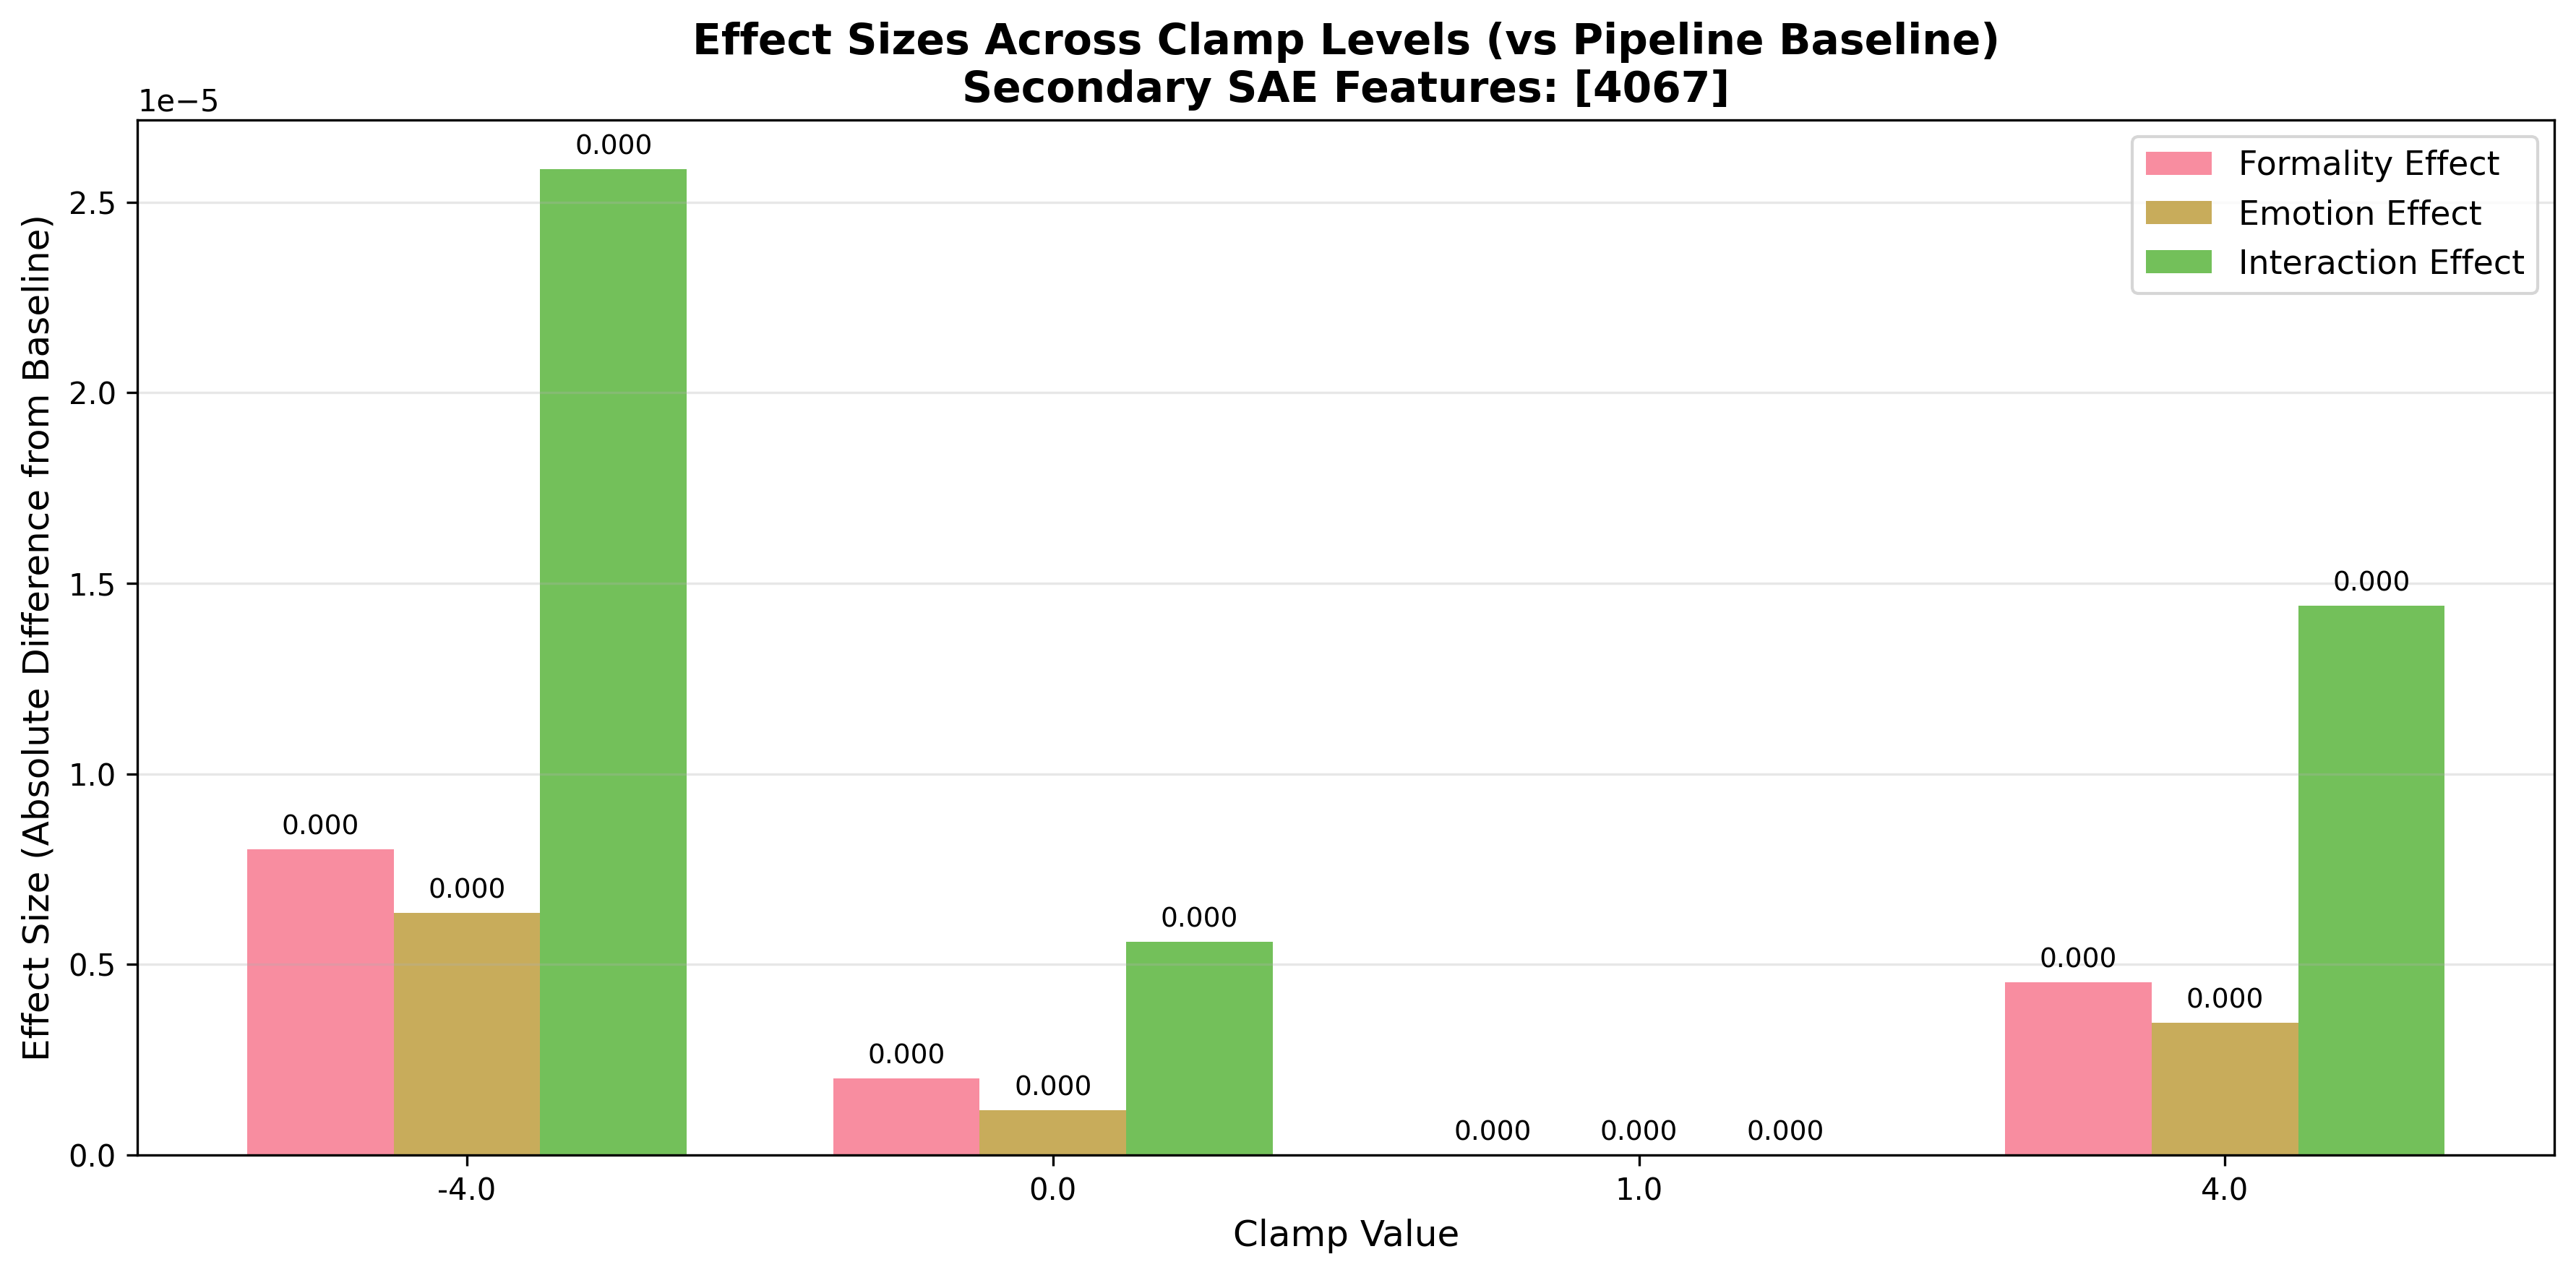 Effect Sizes Across Clamp Levels (vs Pipeline Baseline)
Secondary SAE Features: [4067]
1e−5
Effect Size (Absolute Difference from Baseline)
2.5
2.0
1.5
1.0
0.5
0.0
Formality Effect
Emotion Effect
Interaction Effect
0.000
0.000
0.000
0.000
0.000
0.000
0.000
0.000
0.000
0.000
0.000
0.000
-4.0
0.0
1.0
4.0
Clamp Value